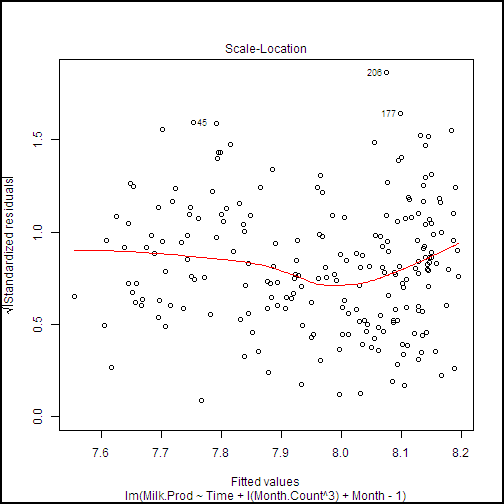 Scale-Location
206
177
45
√|Standardized residuals|
1.5
1.0
0.5
0.0
7.6 7.7 7.8 7.9 8.0 8.1 8.2
Fitted values
lm(Milk.Prod ~ Time + I(Month.Count^3) + Month - 1)